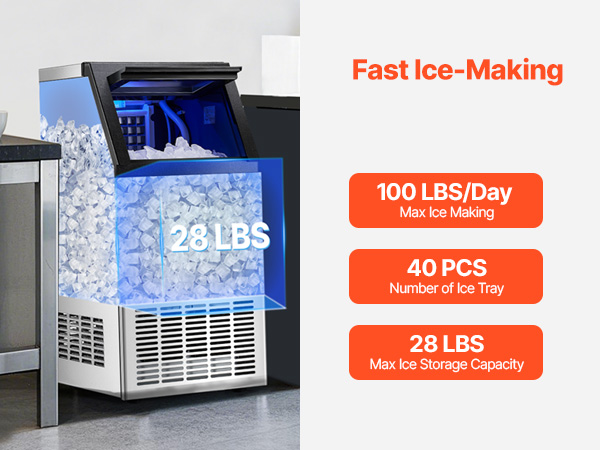 Fast Ice-Making
28 LBS
100 LBS/Day
Max Ice Making
40 PCS
Number of Ice Tray
28 LBS
Max Ice Storage Capacity